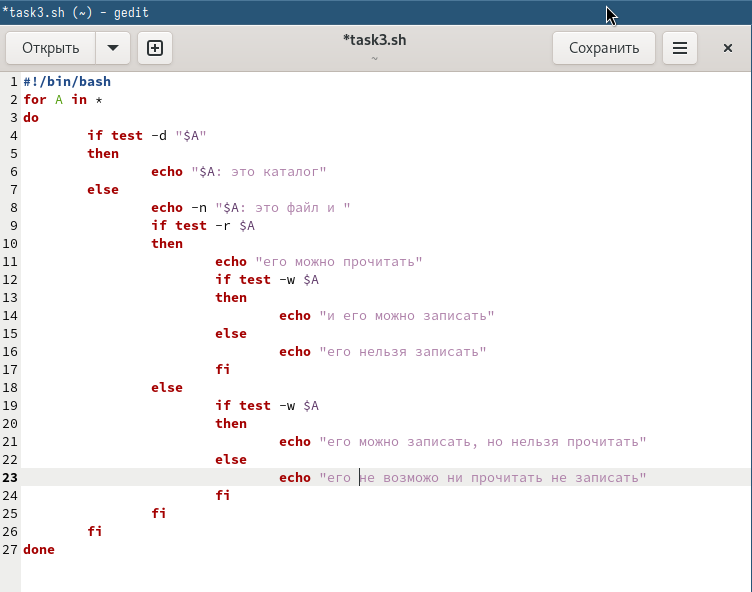 *task3.sh (~) - gedit
Открыть
*task3.sh
~
Сохранить
1 #!/bin/bash
2 for A in *
3 do
4 if test -d "$A"
5 then
6 echo "$A: это каталог"
7 else
8 echo -n "$A: это файл и "
9 if test -r $A
10 then
11 echo "его можно прочитать"
12 if test -w $A
13 then
14 echo "и его можно записать"
15 else
16 echo "его нельзя записать"
17 fi
18 else
19 if test -w $A
20 then
21 echo "его можно записать, но нельзя прочитать"
22 else
23 echo "его не возможо ни прочитать не записать"
24 fi
25 fi
26 fi
27 done